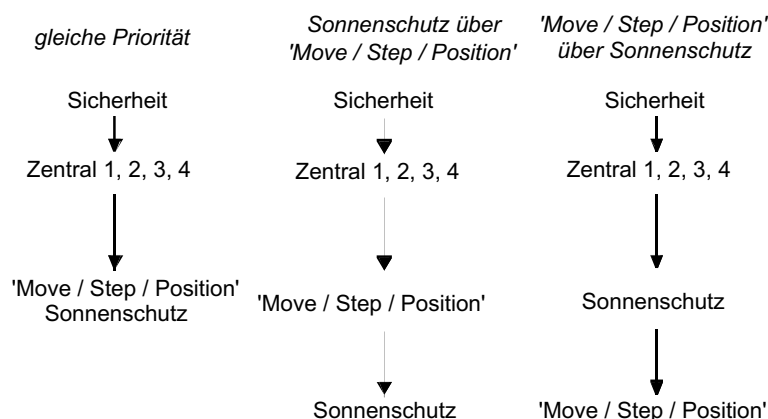 gleiche Priorität
Sicherheit
Zentral 1, 2, 3, 4
'Move / Step / Position'
Sonnenschutz
Sonnenschutz über
'Move / Step / Position'
Sicherheit
Zentral 1, 2, 3, 4
'Move / Step / Position'
Sonnenschutz
'Move / Step / Position'
über Sonnenschutz
Sicherheit
Zentral 1, 2, 3, 4
Sonnenschutz
'Move / Step / Position'